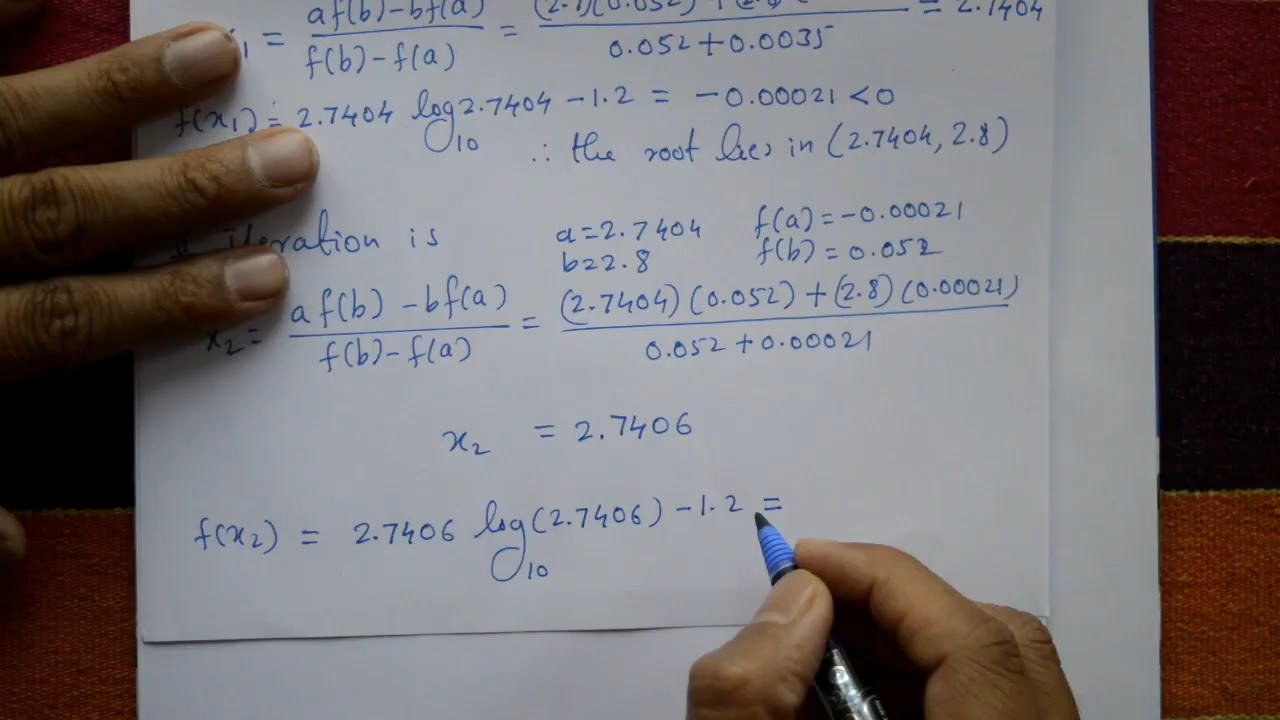 1 = af(b)-bf(a) / f(b)-f(a) = / 0.052+0.0035 = 2.7404
f(x1) = 2.7404 log10 2.7404 -1.2 = -0.00021 <0
∴ the root lies in (2.7404, 2.8)
iteration is a=2.7404 f(a)=-0.00021
b=2.8 f(b)=0.052
x2 = af(b)-bf(a) / f(b)-f(a) = (2.7404)(0.052)+(2.8)(0.00021) / 0.052+0.00021
x2 = 2.7406
f(x2) = 2.7406 log10(2.7406) -1.2 =